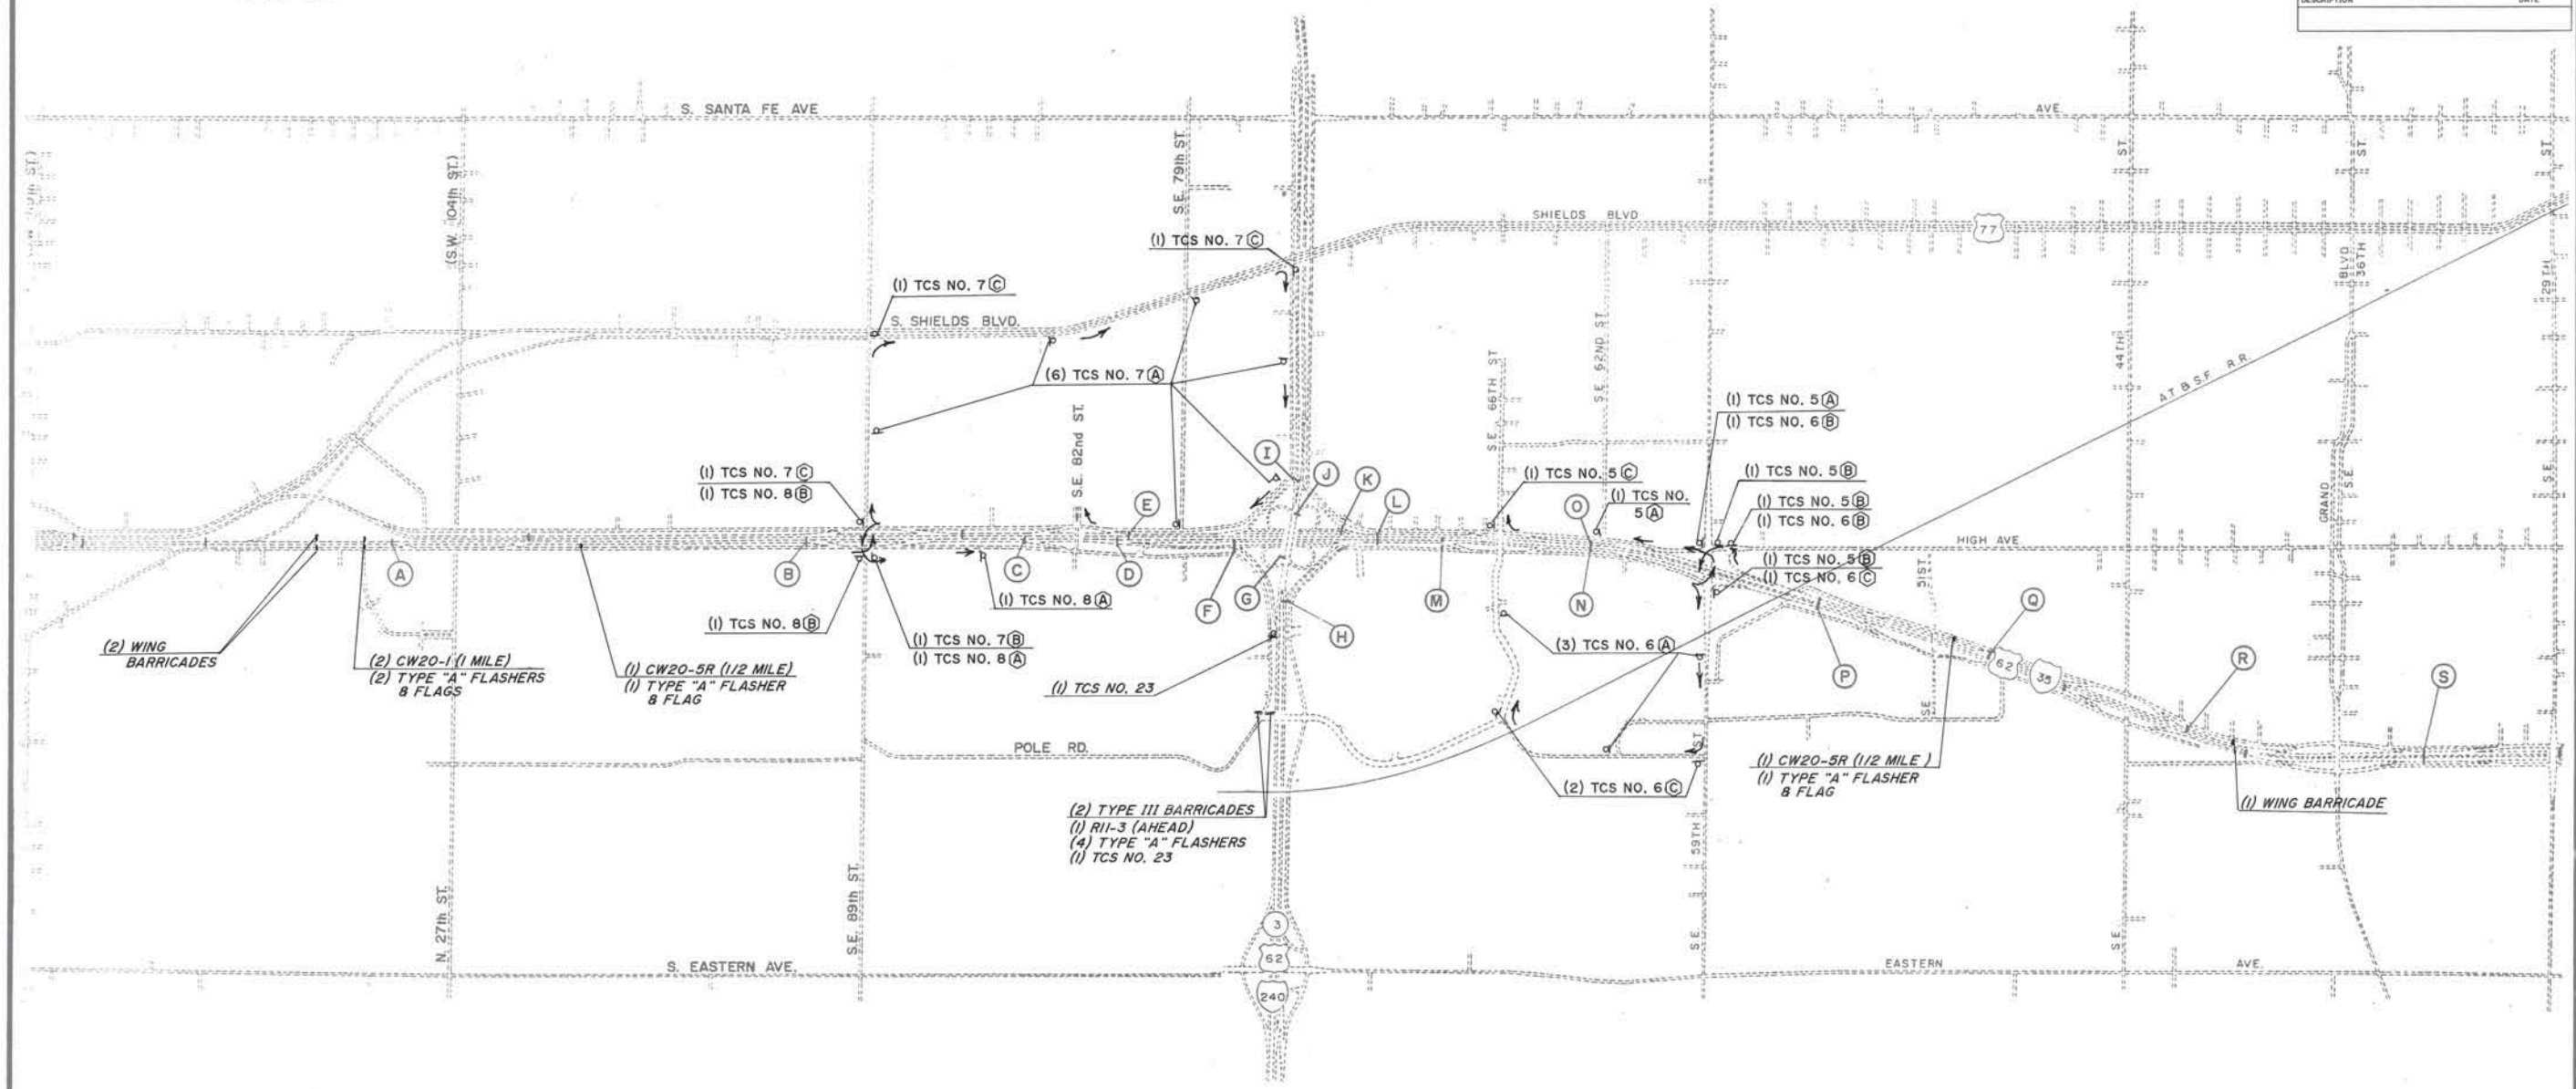 DESCRIPTION DATE
S. SANTA FE AVE
AVE.
(S.W. 104th ST.)
S.E. 79th ST.
ST.
ST.
ST.
SHIELDS BLVD
77
(1) TCS NO. 7 C
(1) TCS NO. 7 C
S. SHIELDS BLVD.
BLVD
36TH
29TH
44TH
A.T. & S.F. R.R.
(6) TCS NO. 7 A
S.E. 66TH ST
S.E. 62ND ST.
S.E. 82nd ST.
(1) TCS NO. 5 A
(1) TCS NO. 6 B
(1) TCS NO. 7 C
(1) TCS NO. 8 B
I
J
K
L
E
(1) TCS NO. 5 C
O
(1) TCS NO.
5 A
(1) TCS NO. 5 B
(1) TCS NO. 5 B
(1) TCS NO. 6 B
HIGH AVE.
GRAND
S.E.
S.E.
(1) TCS NO. 5 B
(1) TCS NO. 6 C
51ST.
SE
A
B
C
D
F
G
H
M
N
P
Q
R
S
(1) TCS NO. 8 A
(1) TCS NO. 8 B
(1) TCS NO. 7 B
(1) TCS NO. 8 A
(2) WING
BARRICADES
(2) CW20-1 (1 MILE)
(2) TYPE "A" FLASHERS
& FLAGS
(1) CW20-5R (1/2 MILE)
(1) TYPE "A" FLASHER
& FLAG
(1) TCS NO. 23
(3) TCS NO. 6 A
62
35
POLE RD.
ST
(2) TCS NO. 6 C
(1) CW20-5R (1/2 MILE )
(1) TYPE "A" FLASHER
& FLAG
(1) WING BARRICADE
(2) TYPE III BARRICADES
(1) R11-3 (AHEAD)
(4) TYPE "A" FLASHERS
(1) TCS NO. 23
59TH
N. 27th ST.
S.E. 89th ST.
S.E.
S.E.
3
62
240
S. EASTERN AVE.
EASTERN
AVE.